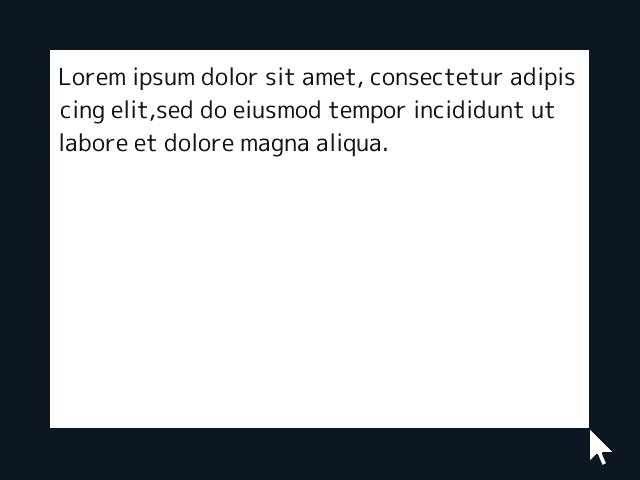 Lorem ipsum dolor sit amet, consectetur adipis
cing elit,sed do eiusmod tempor incididunt ut
labore et dolore magna aliqua.